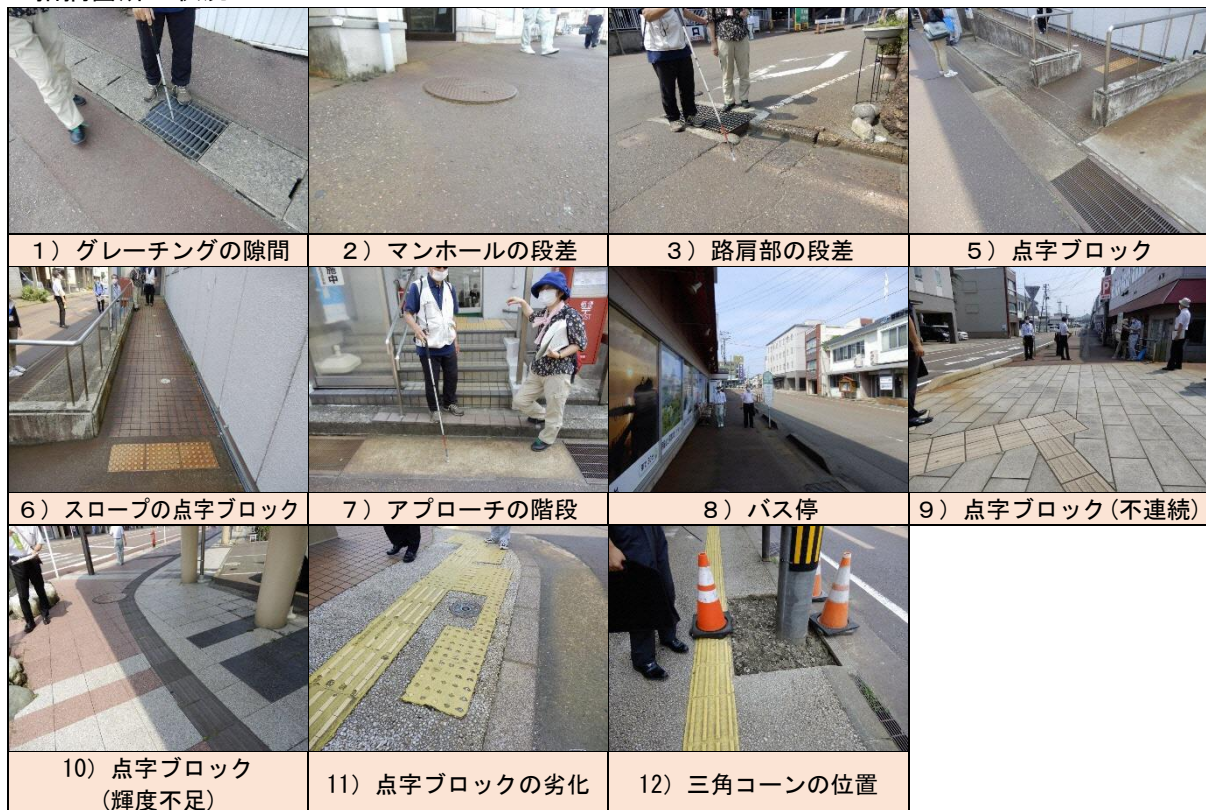 1）グレーチングの隙間
2）マンホールの段差
3）路肩部の段差
5）点字ブロック
6）スロープの点字ブロック
7）アプローチの階段
8）バス停
9）点字ブロック(不連続)
10）点字ブロック
(輝度不足)
11）点字ブロックの劣化
12）三角コーンの位置